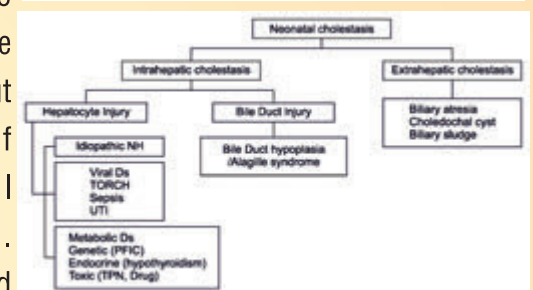 Neonatal cholestasis
Intrahepatic cholestasis
Extrahepatic cholestasis
Hepatocyte Injury
Bile Duct Injury
Biliary atresia
Choledochal cyst
Biliary sludge
Idiopathic NH
Bile Duct hypoplasia
/Alagille syndrome
Viral Ds
TORCH
Sepsis
UTI
Metabolic Ds
Genetic (PFIC)
Endocrine (hypothyroidism)
Toxic (TPN, Drug)